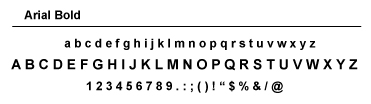 Arial Bold
a b c d e f g h i j k l m n o p q r s t u v w x y z
A B C D E F G H I J K L M N O P Q R S T U V W X Y Z
1 2 3 4 5 6 7 8 9 . : ; ( ) ! “ $ % & / @